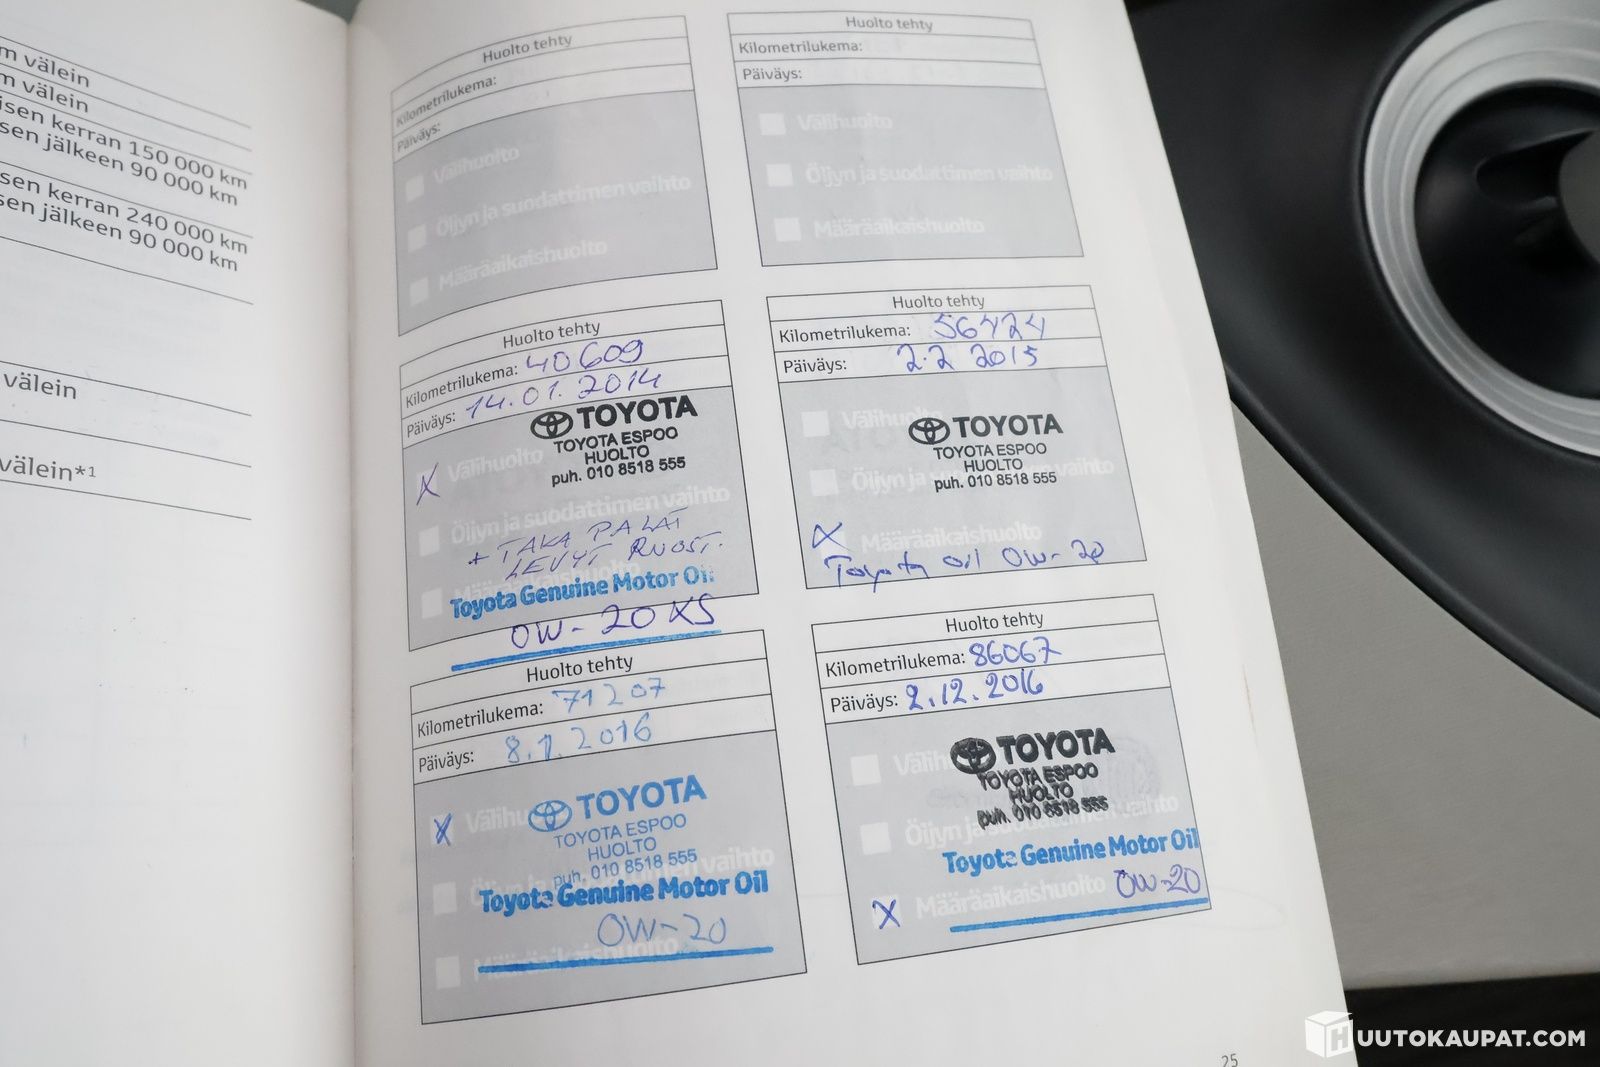 m välein
m välein
isen kerran 150 000 km
sen jälkeen 90 000 km
sen kerran 240 000 km
sen jälkeen 90 000 km
välein
välein*1
Huolto tehty
Kilometrilukema:
Päiväys:
Välihuolto
Öljyn ja suodattimen vaihto
Määräaikaishuolto
Huolto tehty
Kilometrilukema:
Päiväys:
Välihuolto
Öljyn ja suodattimen vaihto
Määräaikaishuolto
Huolto tehty
Kilometrilukema: 40609
Päiväys: 14.01.2014
TOYOTA
TOYOTA ESPOO
HUOLTO
puh. 010 8518 555
X Välihuolto
Öljyn ja suodattimen vaihto
+ TAKA PALAT
LEVYT RUOST.
Määräaikaishuolto
Toyota Genuine Motor Oil
0W-20 XS
Huolto tehty
Kilometrilukema: 56424
Päiväys: 2.2 2015
Välihuolto
TOYOTA
TOYOTA ESPOO
HUOLTO
puh. 010 8518 555
Öljyn ja suodattimen vaihto
X Määräaikaishuolto
Toyota oil 0W-20
Huolto tehty
Kilometrilukema: 71207
Päiväys: 8.1.2016
X Välihuolto
TOYOTA
TOYOTA ESPOO
HUOLTO
puh. 010 8518 555
Öljyn ja suodattimen vaihto
Toyota Genuine Motor Oil
0W-20
Määräaikaishuolto
Huolto tehty
Kilometrilukema: 86067
Päiväys: 2.12.2016
Välihuolto
TOYOTA
TOYOTA ESPOO
HUOLTO
puh. 010 8518 555
Öljyn ja suodattimen vaihto
Toyota Genuine Motor Oil
X Määräaikaishuolto 0W-20
25
HUUTOKAUPAT.COM